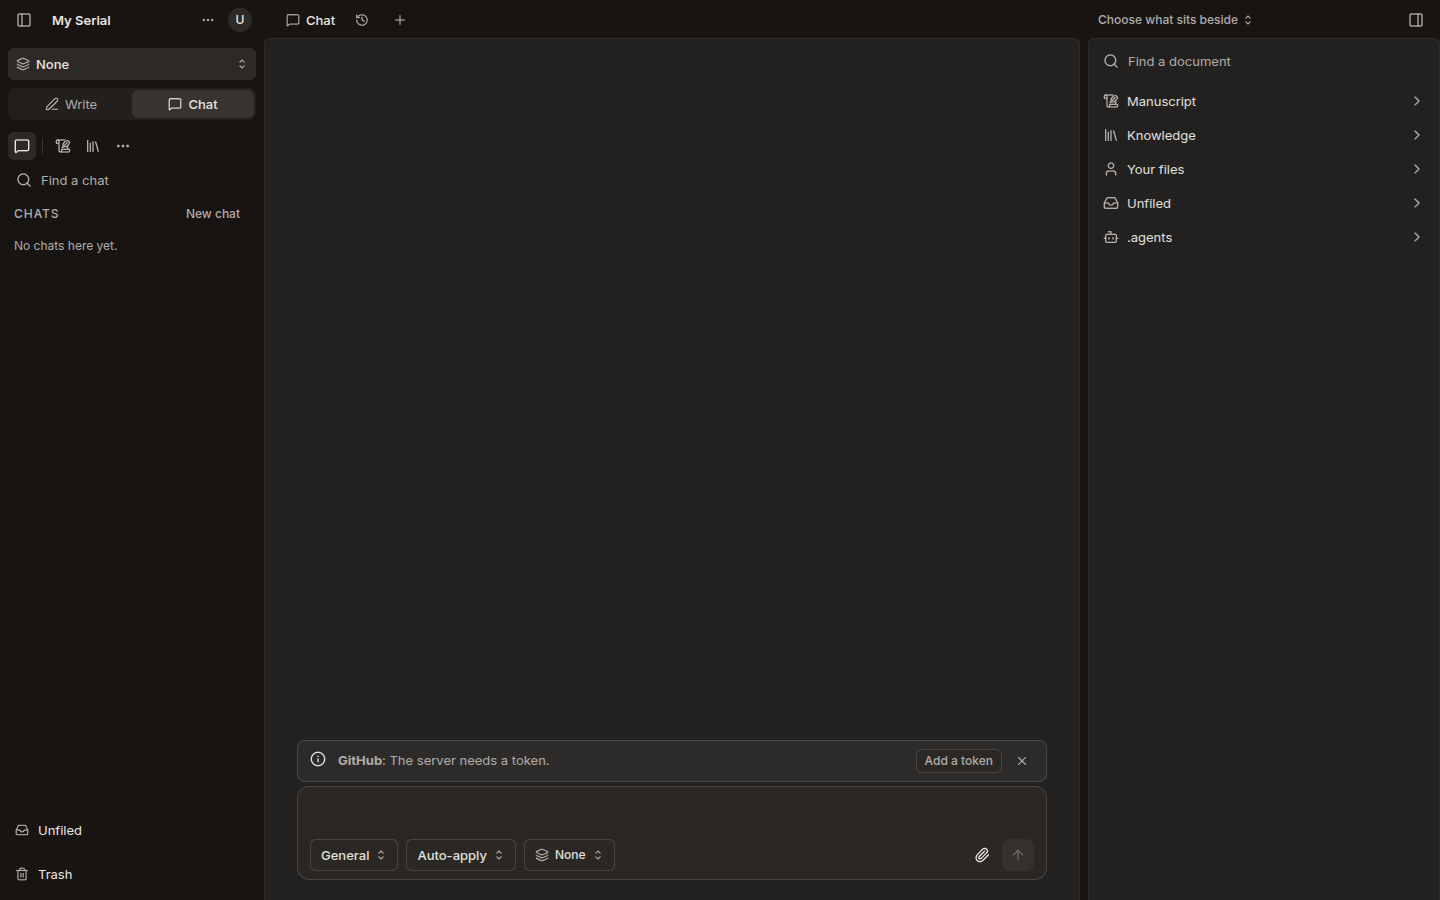 My Serial
U
None
Write
Chat
Find a chat
CHATS
New chat
No chats here yet.
Unfiled
Trash
Chat
GitHub: The server needs a token.
Add a token
General
Auto-apply
None
Choose what sits beside
Find a document
Manuscript
Knowledge
Your files
Unfiled
.agents